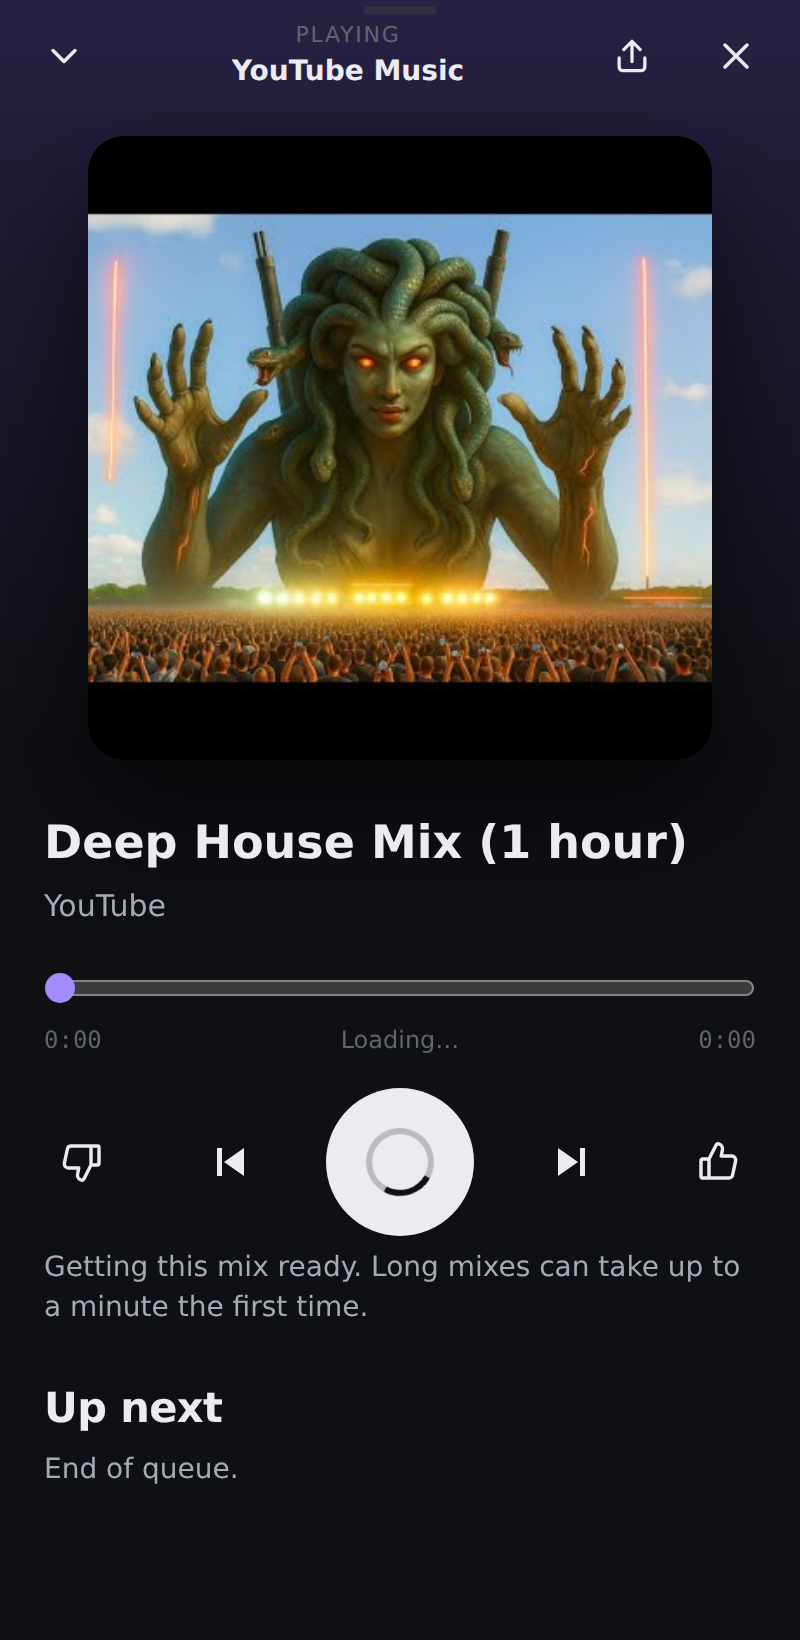 PLAYING
YouTube Music
Deep House Mix (1 hour)
YouTube
0:00 Loading... 0:00
Getting this mix ready. Long mixes can take up to
a minute the first time.
Up next
End of queue.